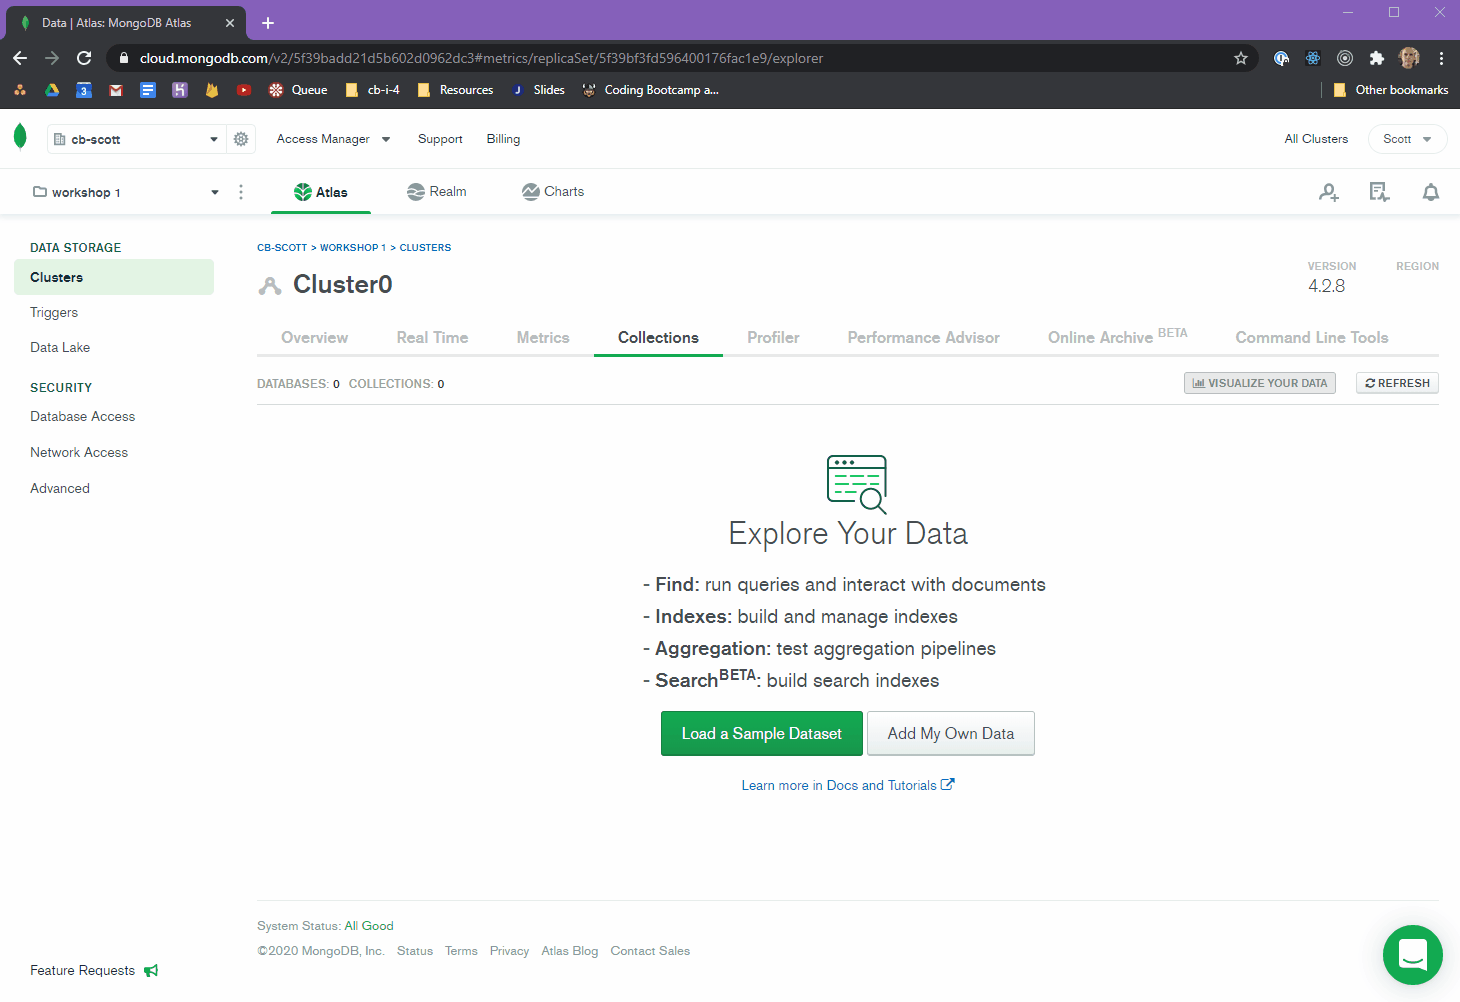 Data | Atlas: MongoDB Atlas
cloud.mongodb.com/v2/5f39badd21d5b602d0962dc3#metrics/replicaSet/5f39bf3fd596400176fac1e9/explorer
3 Queue cb-i-4 Resources J Slides Coding Bootcamp a... Other bookmarks
cb-scott Access Manager Support Billing All Clusters Scott
workshop 1 Atlas Realm Charts
DATA STORAGE
Clusters
Triggers
Data Lake
SECURITY
Database Access
Network Access
Advanced
Feature Requests
CB-SCOTT > WORKSHOP 1 > CLUSTERS
Cluster0
VERSION REGION
4.2.8
Overview Real Time Metrics Collections Profiler Performance Advisor Online Archive BETA Command Line Tools
DATABASES: 0 COLLECTIONS: 0 VISUALIZE YOUR DATA REFRESH
Explore Your Data
- Find: run queries and interact with documents
- Indexes: build and manage indexes
- Aggregation: test aggregation pipelines
- SearchBETA: build search indexes
Load a Sample Dataset Add My Own Data
Learn more in Docs and Tutorials
System Status: All Good
©2020 MongoDB, Inc. Status Terms Privacy Atlas Blog Contact Sales